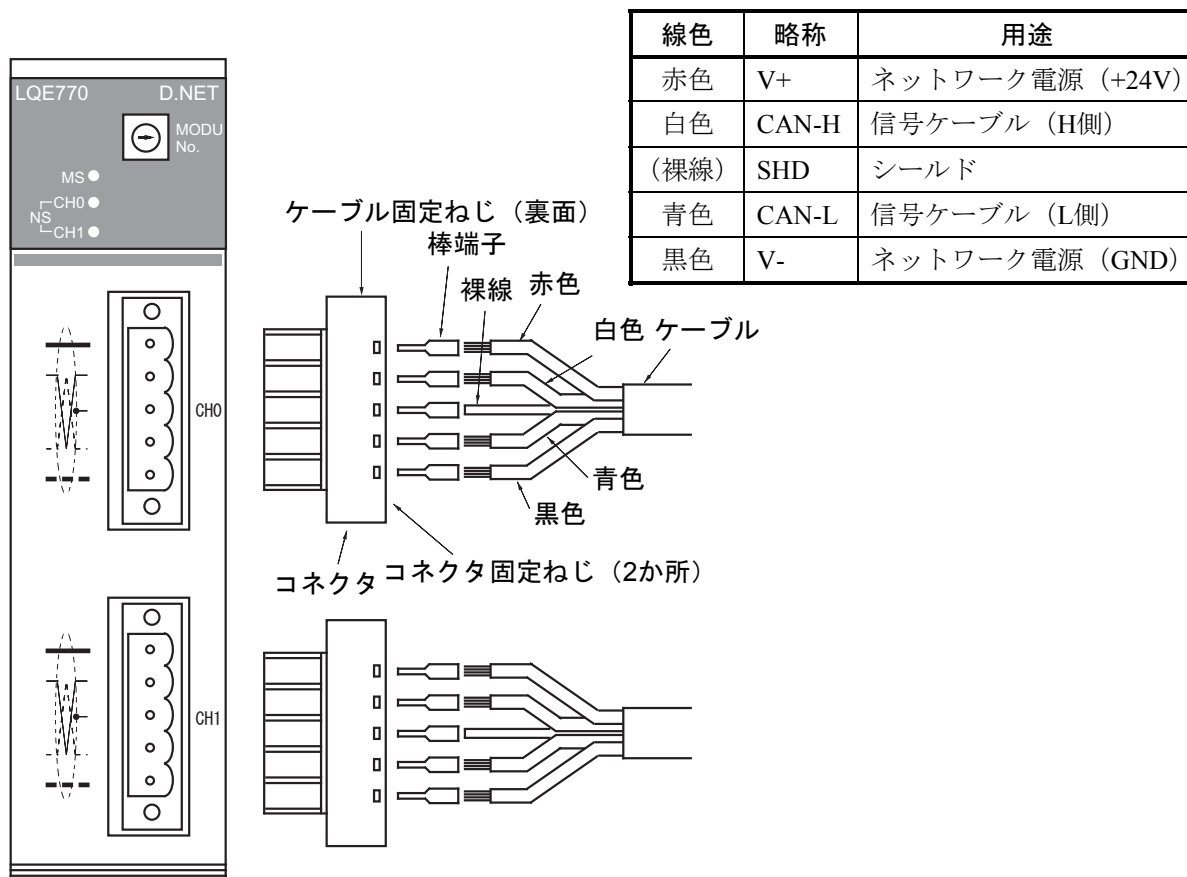 線色 略称 用途
赤色 V+ ネットワーク電源（+24V）
白色 CAN-H 信号ケーブル（H側）
（裸線） SHD シールド
青色 CAN-L 信号ケーブル（L側）
黒色 V- ネットワーク電源（GND）
LQE770 D.NET
MODU
No.
MS
NS
CH0
CH1
ケーブル固定ねじ（裏面）
棒端子
裸線 赤色
白色 ケーブル
CH0
青色
黒色
コネクタ コネクタ固定ねじ（2か所）
CH1